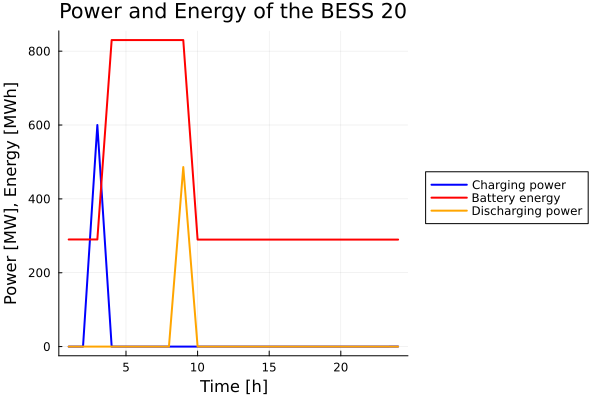 Power and Energy of the BESS 20
Power [MW], Energy [MWh]
800
600
400
200
0
5
10
15
20
Time [h]
Charging power
Battery energy
Discharging power